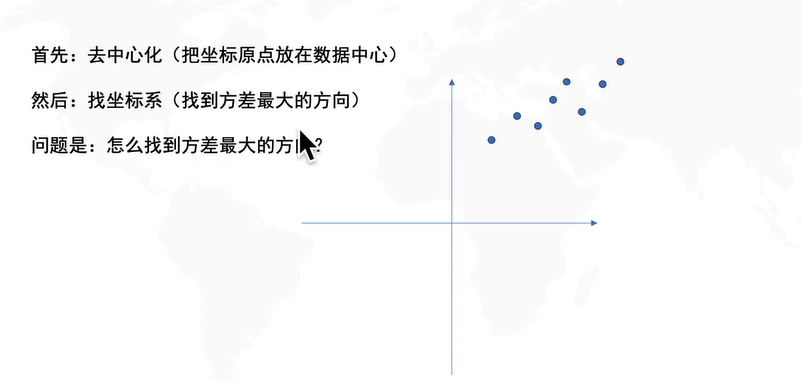 首先：去中心化（把坐标原点放在数据中心）
然后：找坐标系（找到方差最大的方向）
问题是：怎么找到方差最大的方向?